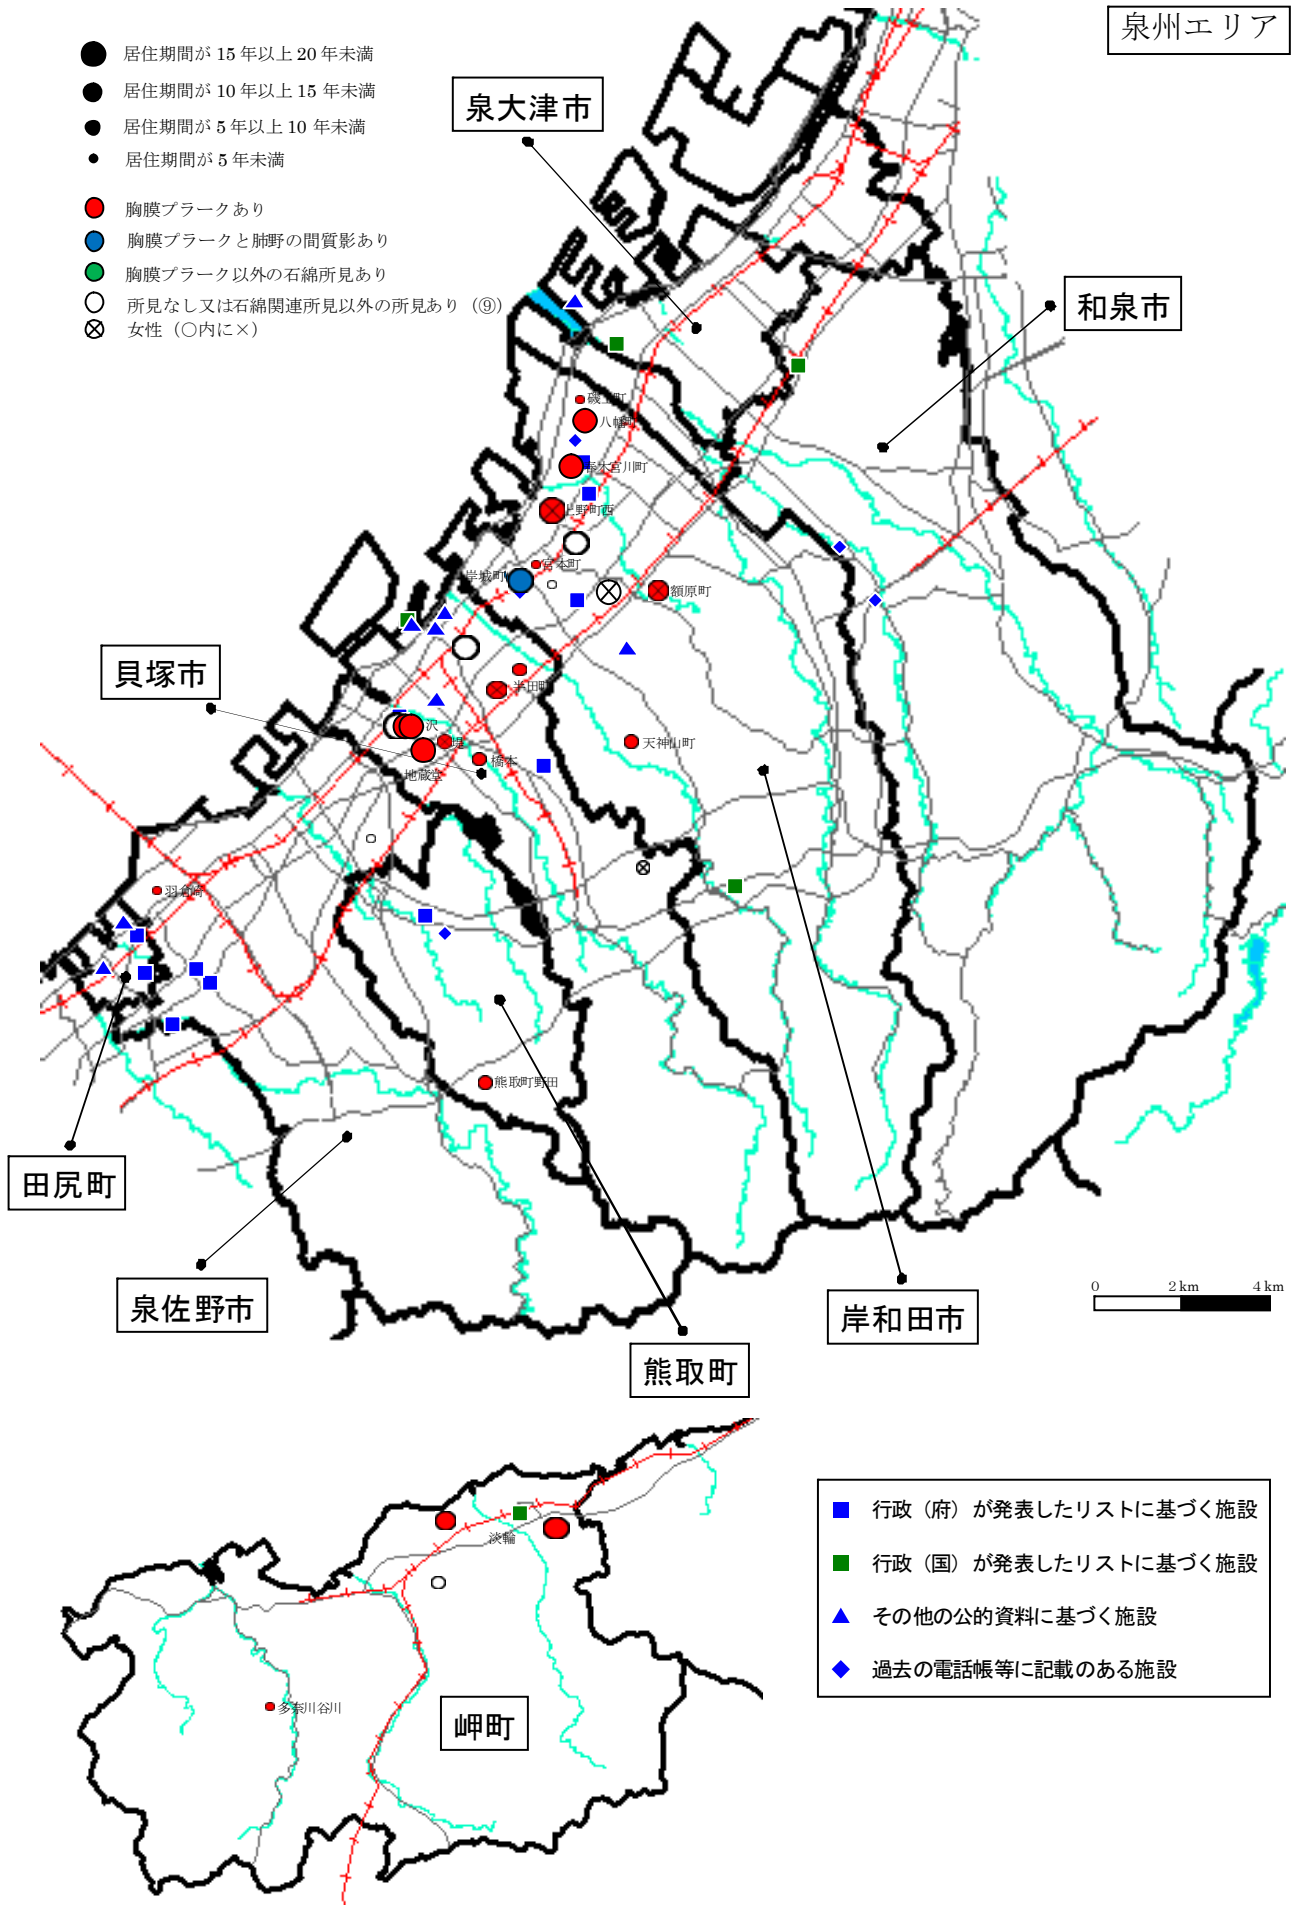 泉州エリア
居住期間が 15 年以上 20 年未満
居住期間が 10 年以上 15 年未満
居住期間が 5 年以上 10 年未満
居住期間が 5 年未満
胸膜プラークあり
胸膜プラークと肺野の間質影あり
胸膜プラーク以外の石綿所見あり
所見なし又は石綿関連所見以外の所見あり（⑨）
女性（○内に×）
泉大津市
和泉市
磯上町
八幡町
春木宮川町
上野町西
宮本町
岸城町
額原町
貝塚市
半田町
沢
堤
橋本
地蔵堂
天神山町
羽倉崎
熊取町野田
田尻町
泉佐野市
熊取町
岸和田市
0 2 km 4 km
淡輪
多奈川谷川
岬町
行政（府）が発表したリストに基づく施設
行政（国）が発表したリストに基づく施設
その他の公的資料に基づく施設
過去の電話帳等に記載のある施設